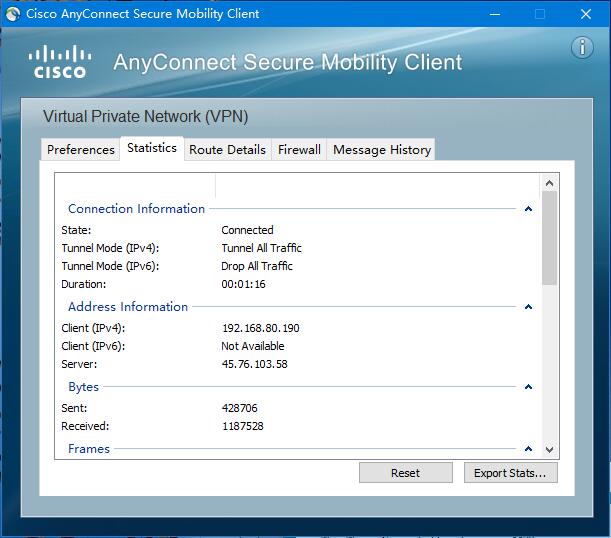 Cisco AnyConnect Secure Mobility Client
CISCO
AnyConnect Secure Mobility Client
Virtual Private Network (VPN)
Preferences Statistics Route Details Firewall Message History
Connection Information
State: Connected
Tunnel Mode (IPv4): Tunnel All Traffic
Tunnel Mode (IPv6): Drop All Traffic
Duration: 00:01:16
Address Information
Client (IPv4): 192.168.80.190
Client (IPv6): Not Available
Server: 45.76.103.58
Bytes
Sent: 428706
Received: 1187528
Frames
Reset Export Stats...